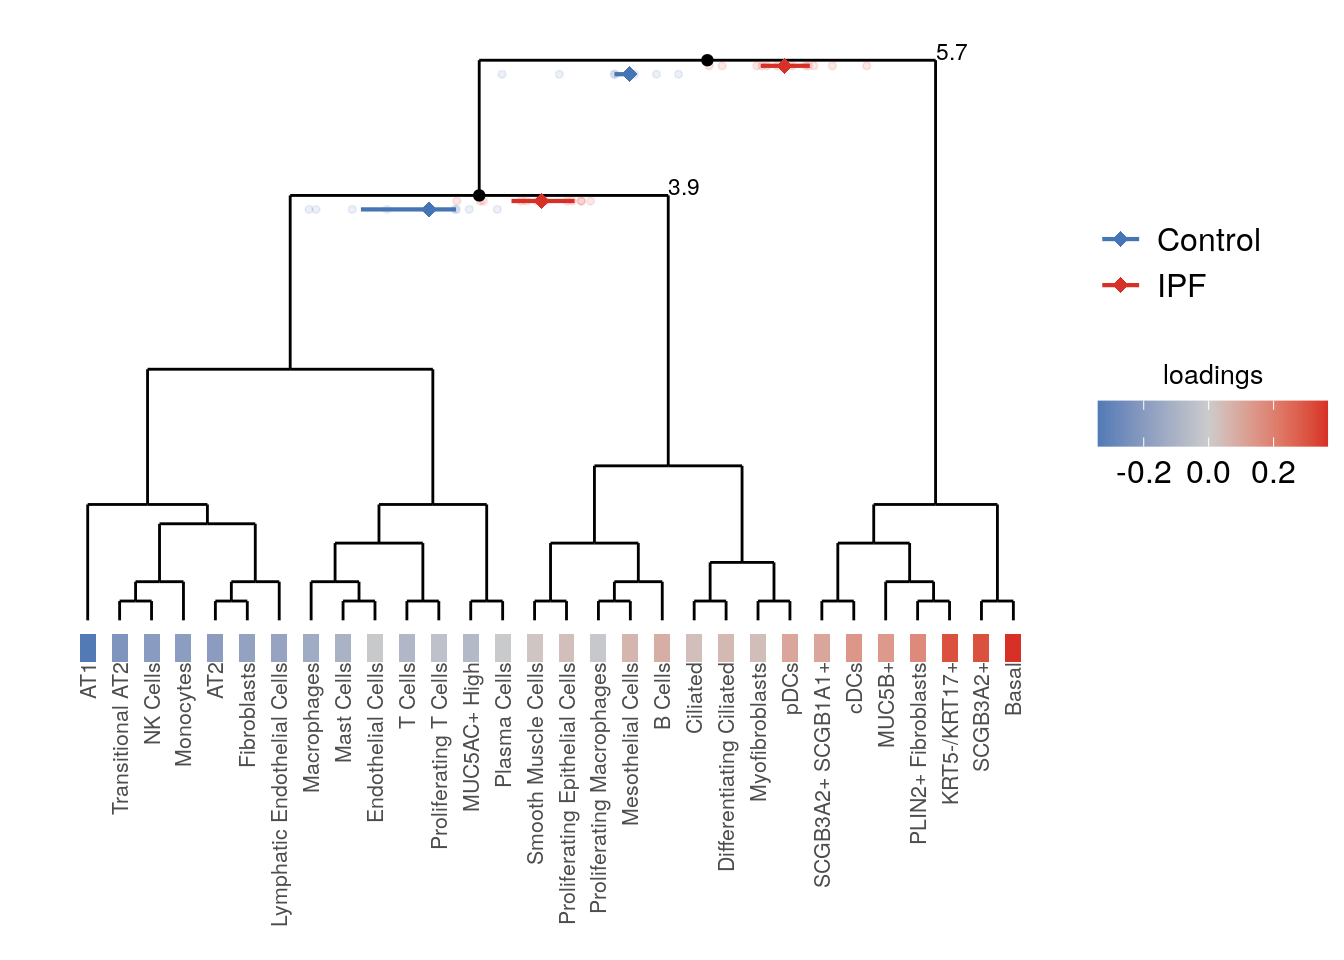 5.7
3.9
Control
IPF
loadings
-0.2 0.0 0.2
AT1
Transitional AT2
NK Cells
Monocytes
AT2
Fibroblasts
Lymphatic Endothelial Cells
Macrophages
Mast Cells
Endothelial Cells
T Cells
Proliferating T Cells
MUC5AC+ High
Plasma Cells
Smooth Muscle Cells
Proliferating Epithelial Cells
Proliferating Macrophages
Mesothelial Cells
B Cells
Ciliated
Differentiating Ciliated
Myofibroblasts
pDCs
SCGB3A2+ SCGB1A1+
cDCs
MUC5B+
PLIN2+ Fibroblasts
KRT5-/KRT17+
SCGB3A2+
Basal